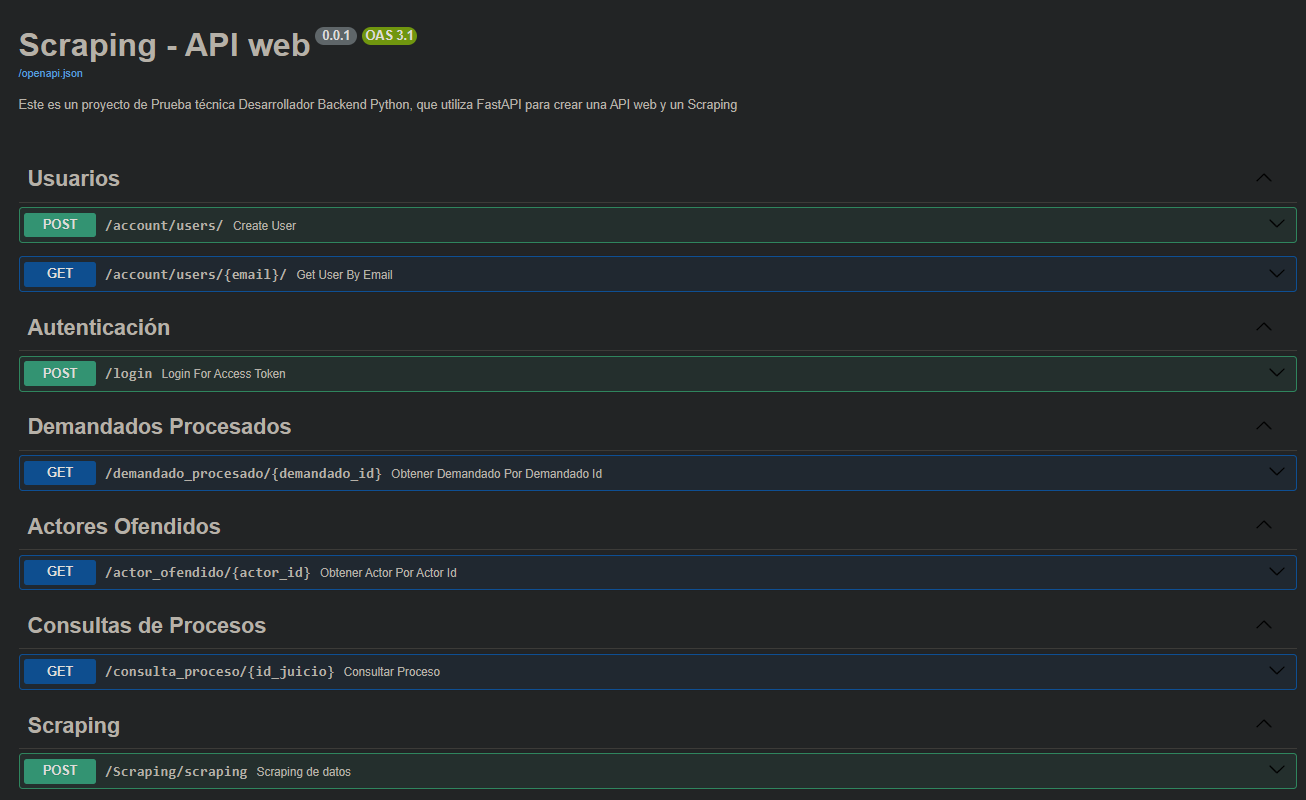 Scraping - API web 0.0.1 OAS 3.1
/openapi.json
Este es un proyecto de Prueba técnica Desarrollador Backend Python, que utiliza FastAPI para crear una API web y un Scraping
Usuarios
POST /account/users/ Create User
GET /account/users/{email}/ Get User By Email
Autenticación
POST /login Login For Access Token
Demandados Procesados
GET /demandado_procesado/{demandado_id} Obtener Demandado Por Demandado Id
Actores Ofendidos
GET /actor_ofendido/{actor_id} Obtener Actor Por Actor Id
Consultas de Procesos
GET /consulta_proceso/{id_juicio} Consultar Proceso
Scraping
POST /Scraping/scraping Scraping de datos